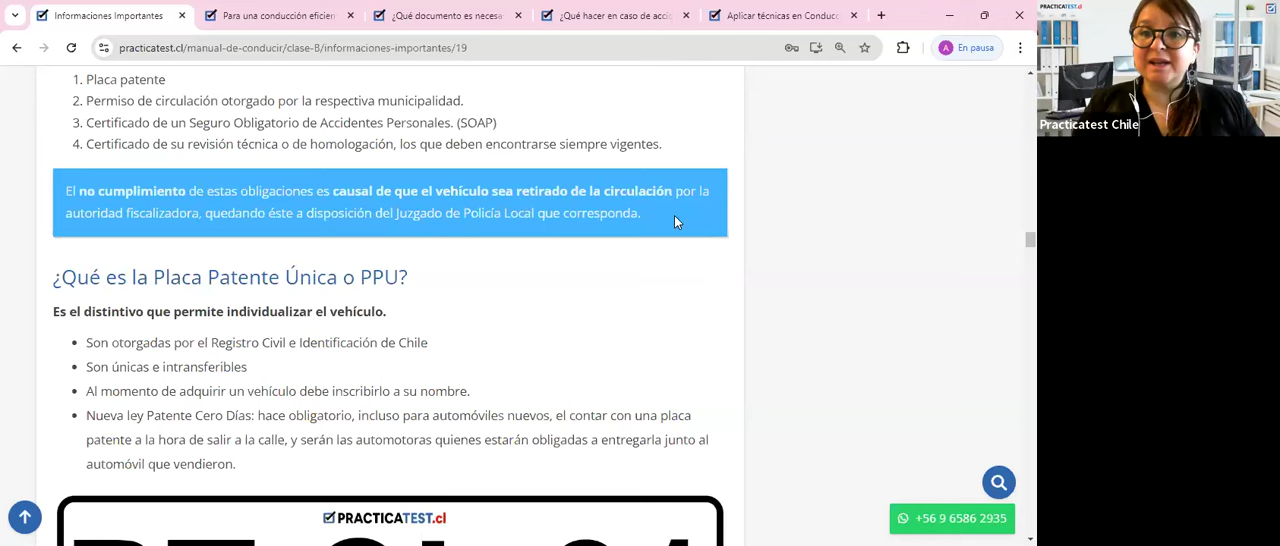 Informaciones Importantes
Para una conducción eficien
¿Qué documento es necesa
¿Qué hacer en caso de acci
Aplicar técnicas en Conducc
practicatest.cl/manual-de-conducir/clase-B/informaciones-importantes/19
A
En pausa
PRACTICATEST.cl
Practicatest Chile
1. Placa patente
2. Permiso de circulación otorgado por la respectiva municipalidad.
3. Certificado de un Seguro Obligatorio de Accidentes Personales. (SOAP)
4. Certificado de su revisión técnica o de homologación, los que deben encontrarse siempre vigentes.
El no cumplimiento de estas obligaciones es causal de que el vehículo sea retirado de la circulación por la
autoridad fiscalizadora, quedando éste a disposición del Juzgado de Policía Local que corresponda.
¿Qué es la Placa Patente Única o PPU?
Es el distintivo que permite individualizar el vehículo.
Son otorgadas por el Registro Civil e Identificación de Chile
Son únicas e intransferibles
Al momento de adquirir un vehículo debe inscribirlo a su nombre.
Nueva ley Patente Cero Días: hace obligatorio, incluso para automóviles nuevos, el contar con una placa
patente a la hora de salir a la calle, y serán las automotoras quienes estarán obligadas a entregarla junto al
automóvil que vendieron.
PRACTICATEST.cl
+56 9 6586 2935